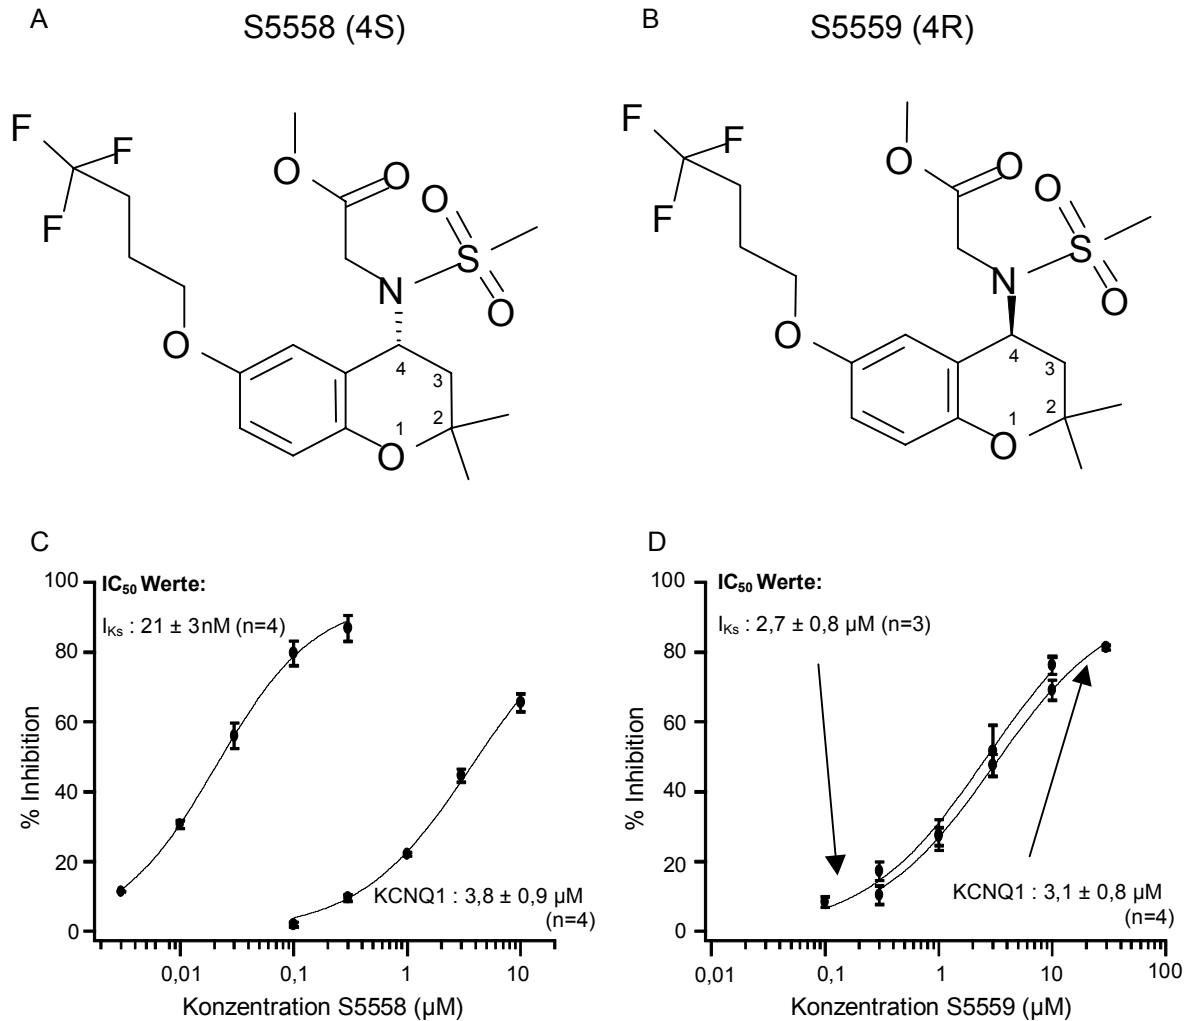 A
S5558 (4S)
B
S5559 (4R)
F
F
F
O
O
O
N
S
O
O
O
4
3
2
1
F
F
F
O
O
O
N
S
O
O
O
4
3
2
1
C
IC50 Werte:
IKs : 21 ± 3nM (n=4)
KCNQ1 : 3,8 ± 0,9 µM
(n=4)
% Inhibition
100
80
60
40
20
0
0,01
0,1
1
10
Konzentration S5558 (µM)
D
IC50 Werte:
IKs : 2,7 ± 0,8 µM (n=3)
KCNQ1 : 3,1 ± 0,8 µM
(n=4)
% Inhibition
100
80
60
40
20
0
0,01
0,1
1
10
100
Konzentration S5559 (µM)